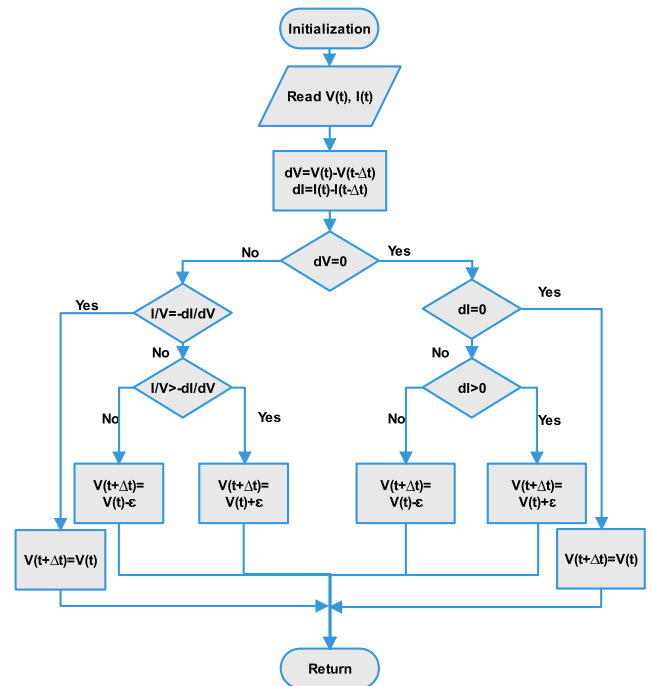 Initialization
Read V(t), I(t)
dV=V(t)-V(t-Δt)
dI=I(t)-I(t-Δt)
dV=0
No
Yes
I/V=-dI/dV
Yes
No
dI=0
Yes
No
I/V>-dI/dV
No
Yes
dI>0
No
Yes
V(t+Δt)=
V(t)-ε
V(t+Δt)=
V(t)+ε
V(t+Δt)=
V(t)-ε
V(t+Δt)=
V(t)+ε
V(t+Δt)=V(t)
V(t+Δt)=V(t)
Return